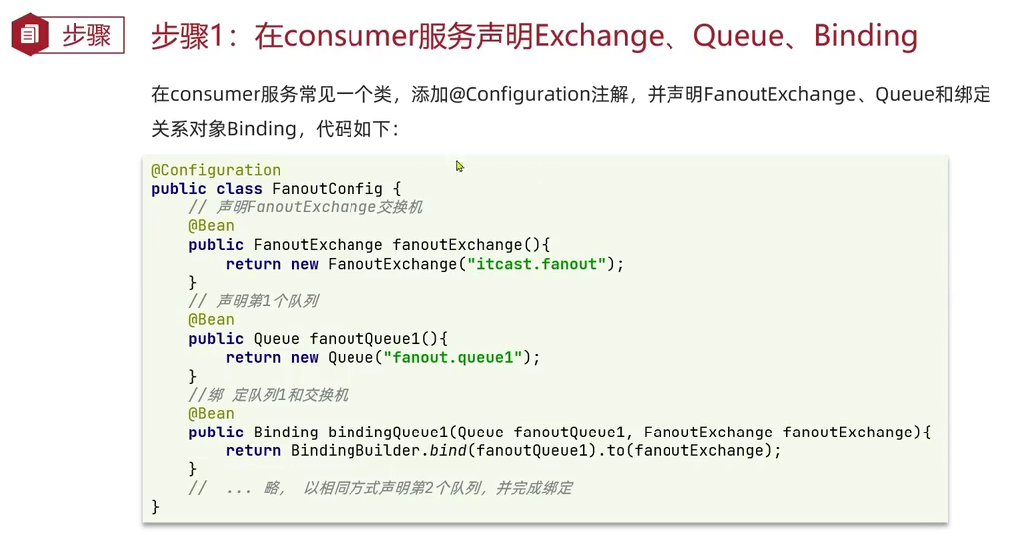 步骤
步骤1：在consumer服务声明Exchange、Queue、Binding
在consumer服务常见一个类，添加@Configuration注解，并声明FanoutExchange、Queue和绑定
关系对象Binding，代码如下：
@Configuration
public class FanoutConfig {
    // 声明FanoutExchange交换机
    @Bean
    public FanoutExchange fanoutExchange(){
        return new FanoutExchange("itcast.fanout");
    }
    // 声明第1个队列
    @Bean
    public Queue fanoutQueue1(){
        return new Queue("fanout.queue1");
    }
    //绑 定队列1和交换机
    @Bean
    public Binding bindingQueue1(Queue fanoutQueue1, FanoutExchange fanoutExchange){
        return BindingBuilder.bind(fanoutQueue1).to(fanoutExchange);
    }
    //  ... 略， 以相同方式声明第2个队列，并完成绑定
}